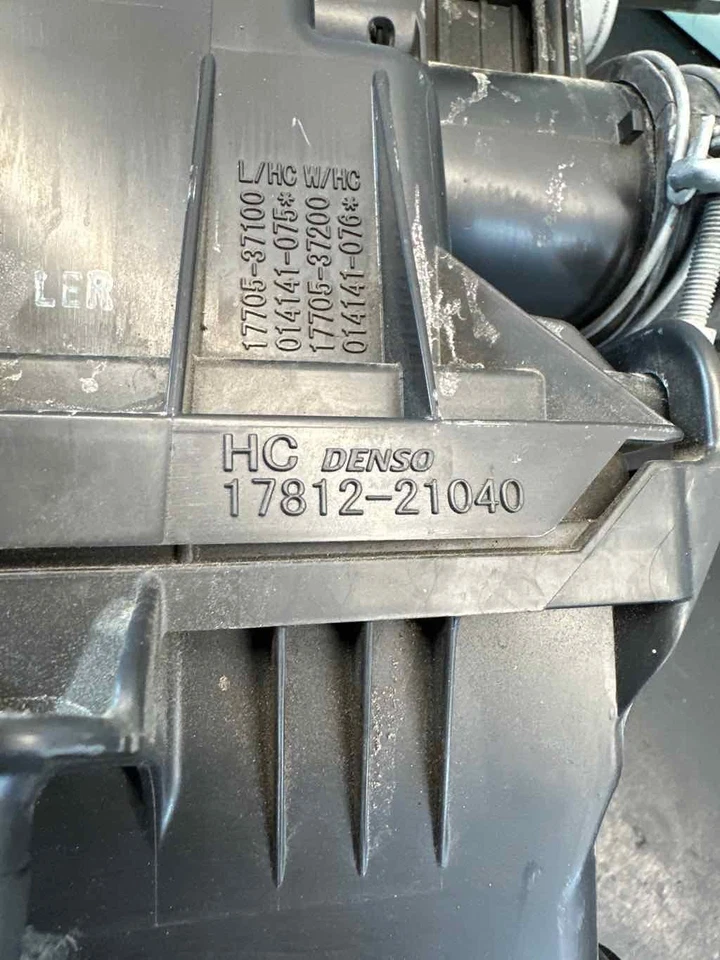 L/HC W/HC
17705-37100
014141-075*
17705-37200
014141-076*
LER
HC DENSO
17812-21040